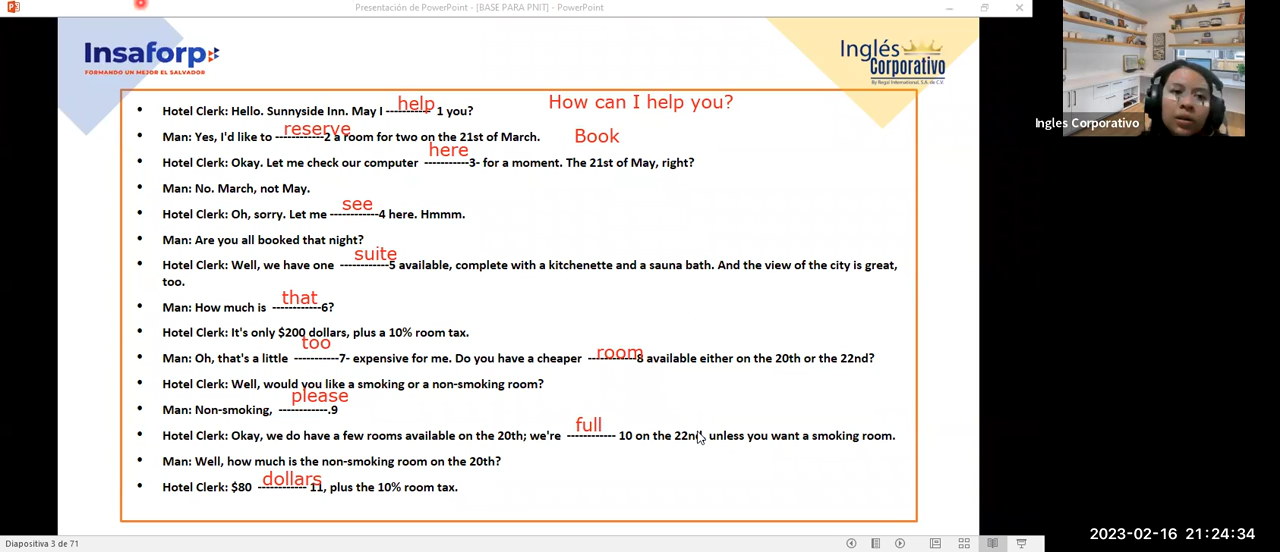 Presentación de PowerPoint - [BASE PARA PNIT] - PowerPoint
Insaforp
FORMANDO UN MEJOR EL SALVADOR
Inglés
Corporativo
By Regal International, S.A. de C.V.
help
How can I help you?
• Hotel Clerk: Hello. Sunnyside Inn. May I ---------- 1 you?
reserve
Book
• Man: Yes, I'd like to ------------2 a room for two on the 21st of March.
here
• Hotel Clerk: Okay. Let me check our computer -----------3- for a moment. The 21st of May, right?
• Man: No. March, not May.
see
• Hotel Clerk: Oh, sorry. Let me ------------4 here. Hmmm.
• Man: Are you all booked that night?
suite
• Hotel Clerk: Well, we have one ------------5 available, complete with a kitchenette and a sauna bath. And the view of the city is great,
too.
that
• Man: How much is ------------6?
• Hotel Clerk: It's only $200 dollars, plus a 10% room tax.
too
room
• Man: Oh, that's a little -----------7- expensive for me. Do you have a cheaper ------------8 available either on the 20th or the 22nd?
• Hotel Clerk: Well, would you like a smoking or a non-smoking room?
please
• Man: Non-smoking, ------------.9
full
• Hotel Clerk: Okay, we do have a few rooms available on the 20th; we're ------------ 10 on the 22nd, unless you want a smoking room.
• Man: Well, how much is the non-smoking room on the 20th?
dollars
• Hotel Clerk: $80 ------------ 11, plus the 10% room tax.
Ingles Corporativo
Diapositiva 3 de 71
2023-02-16 21:24:34